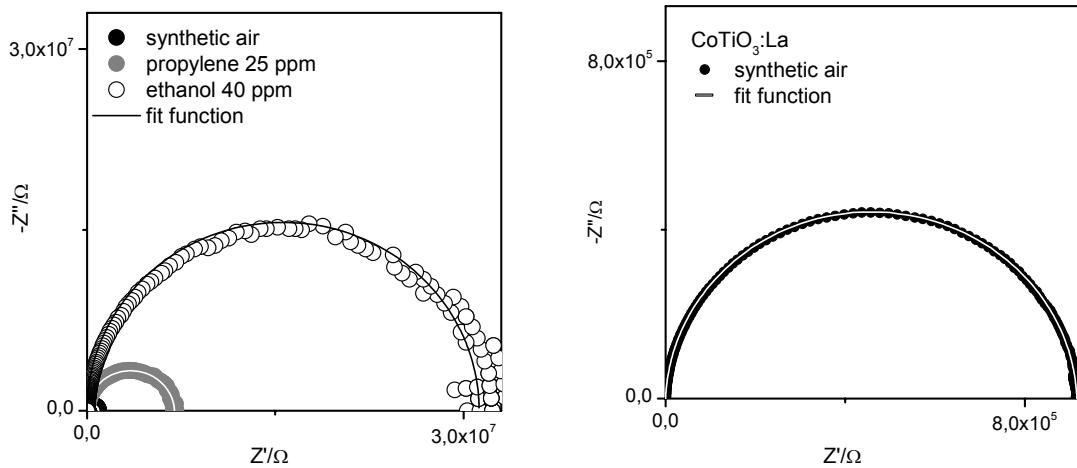 3,0x10⁷
synthetic air
propylene 25 ppm
ethanol 40 ppm
fit function
-Z"/Ω
0,0
0,0
3,0x10⁷
Z'/Ω
8,0x10⁵
CoTiO₃:La
synthetic air
fit function
-Z"/Ω
0,0
0,0
8,0x10⁵
Z'/Ω